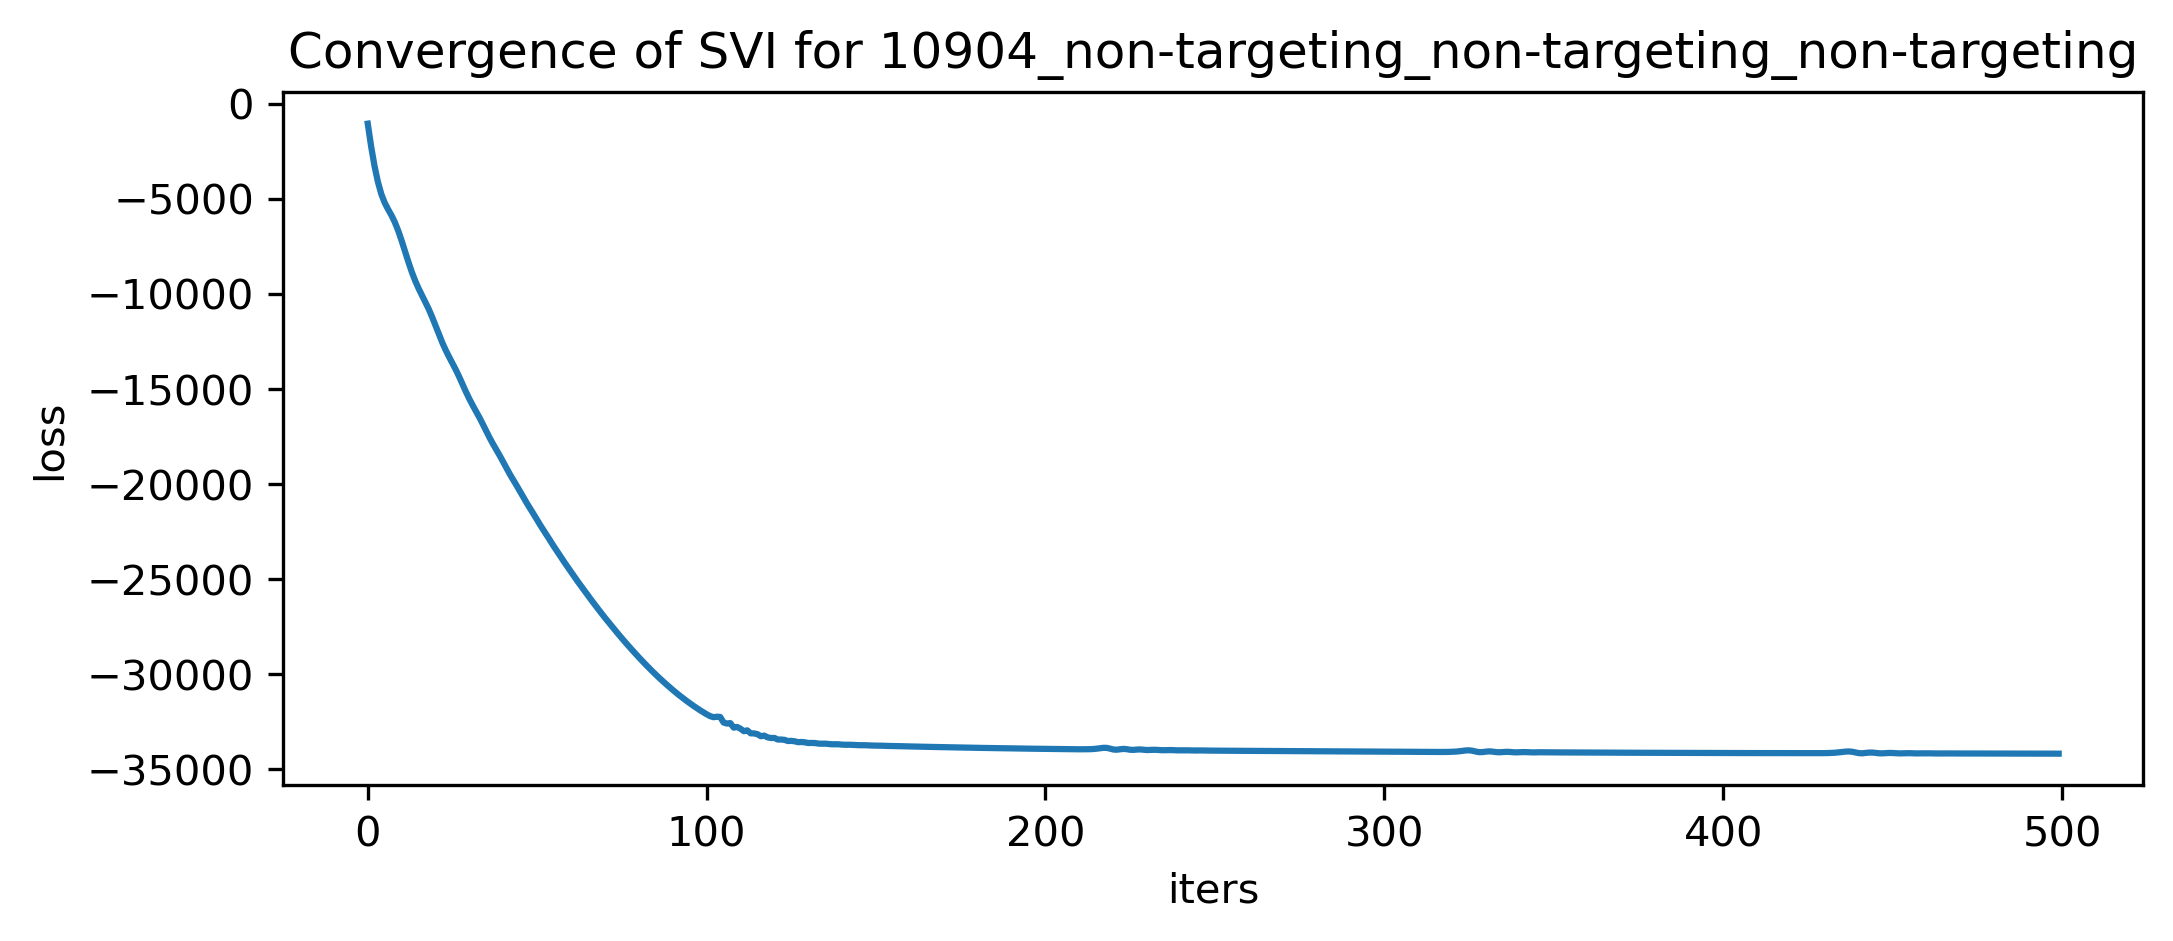 Convergence of SVI for 10904_non-targeting_non-targeting_non-targeting
0
−5000
−10000
−15000
−20000
−25000
−30000
−35000
loss
0 100 200 300 400 500
iters